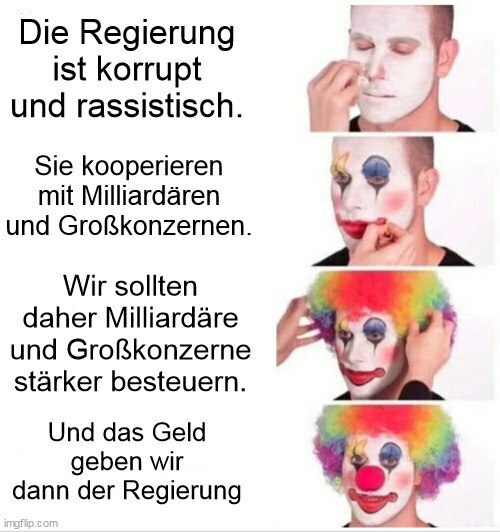 Die Regierung
ist korrupt
und rassistisch.
Sie kooperieren
mit Milliardären
und Großkonzernen.
Wir sollten
daher Milliardäre
und Großkonzerne
stärker besteuern.
Und das Geld
geben wir
dann der Regierung
imgflip.com